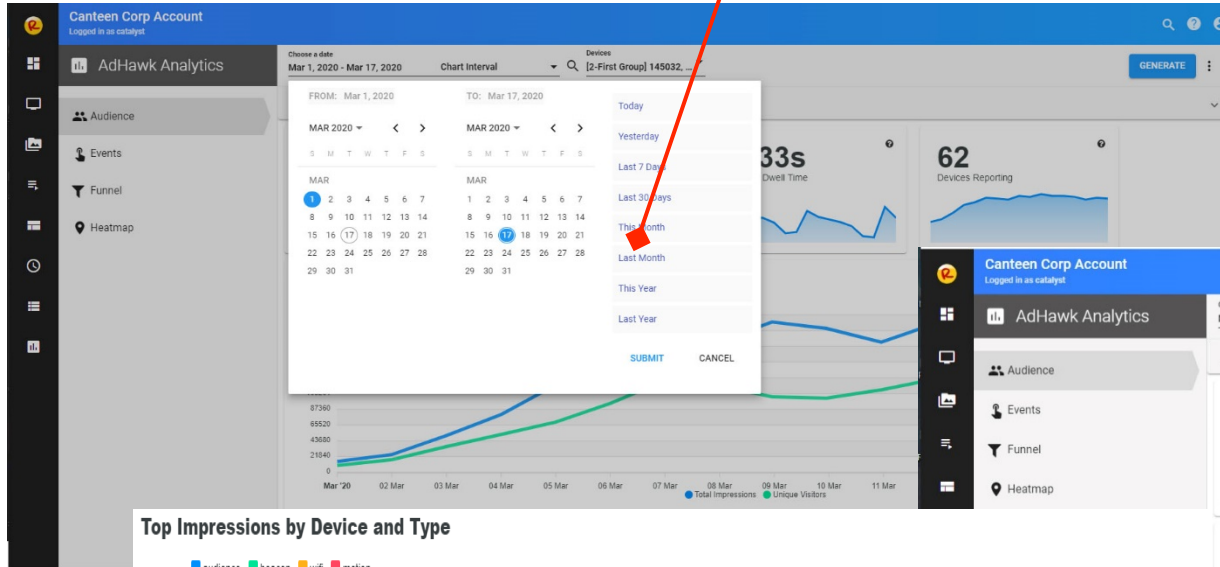 Canteen Corp Account
Logged in as catalyst
AdHawk Analytics
Choose a date
Mar 1, 2020 - Mar 17, 2020
Chart Interval
Devices
[2-First Group] 145032, ...
GENERATE
Audience
Events
Funnel
Heatmap
FROM: Mar 1, 2020
TO: Mar 17, 2020
MAR 2020
MAR 2020
S M T W T F S
S M T W T F S
MAR
MAR
1 2 3 4 5 6 7
1 2 3 4 5 6 7
8 9 10 11 12 13 14
8 9 10 11 12 13 14
15 16 17 18 19 20 21
15 16 17 18 19 20 21
22 23 24 25 26 27 28
22 23 24 25 26 27 28
29 30 31
29 30 31
Today
Yesterday
Last 7 Days
Last 30 Days
This Month
Last Month
This Year
Last Year
SUBMIT
CANCEL
33s
Dwell Time
62
Devices Reporting
87360
65520
43680
21840
0
Mar '20
02 Mar
03 Mar
04 Mar
05 Mar
06 Mar
07 Mar
08 Mar
09 Mar
10 Mar
11 Mar
Total Impressions
Unique Visitors
Canteen Corp Account
Logged in as catalyst
AdHawk Analytics
Audience
Events
Funnel
Heatmap
Top Impressions by Device and Type
audience beacon wifi motion